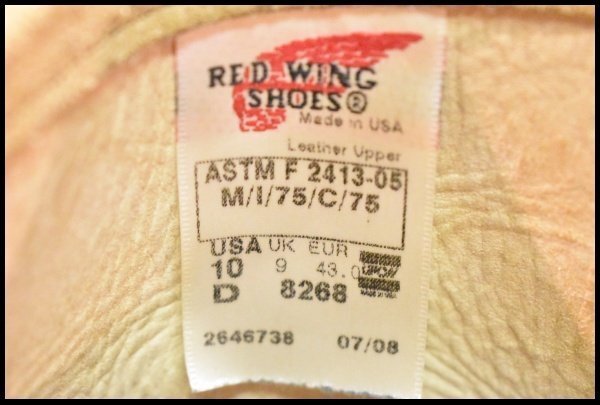 RED WING
SHOES®
Made in USA
Leather Upper
ASTM F 2413-05
M/I/75/C/75
USA UK EUR
10 9 43.0
D 8268
2646738 07/08